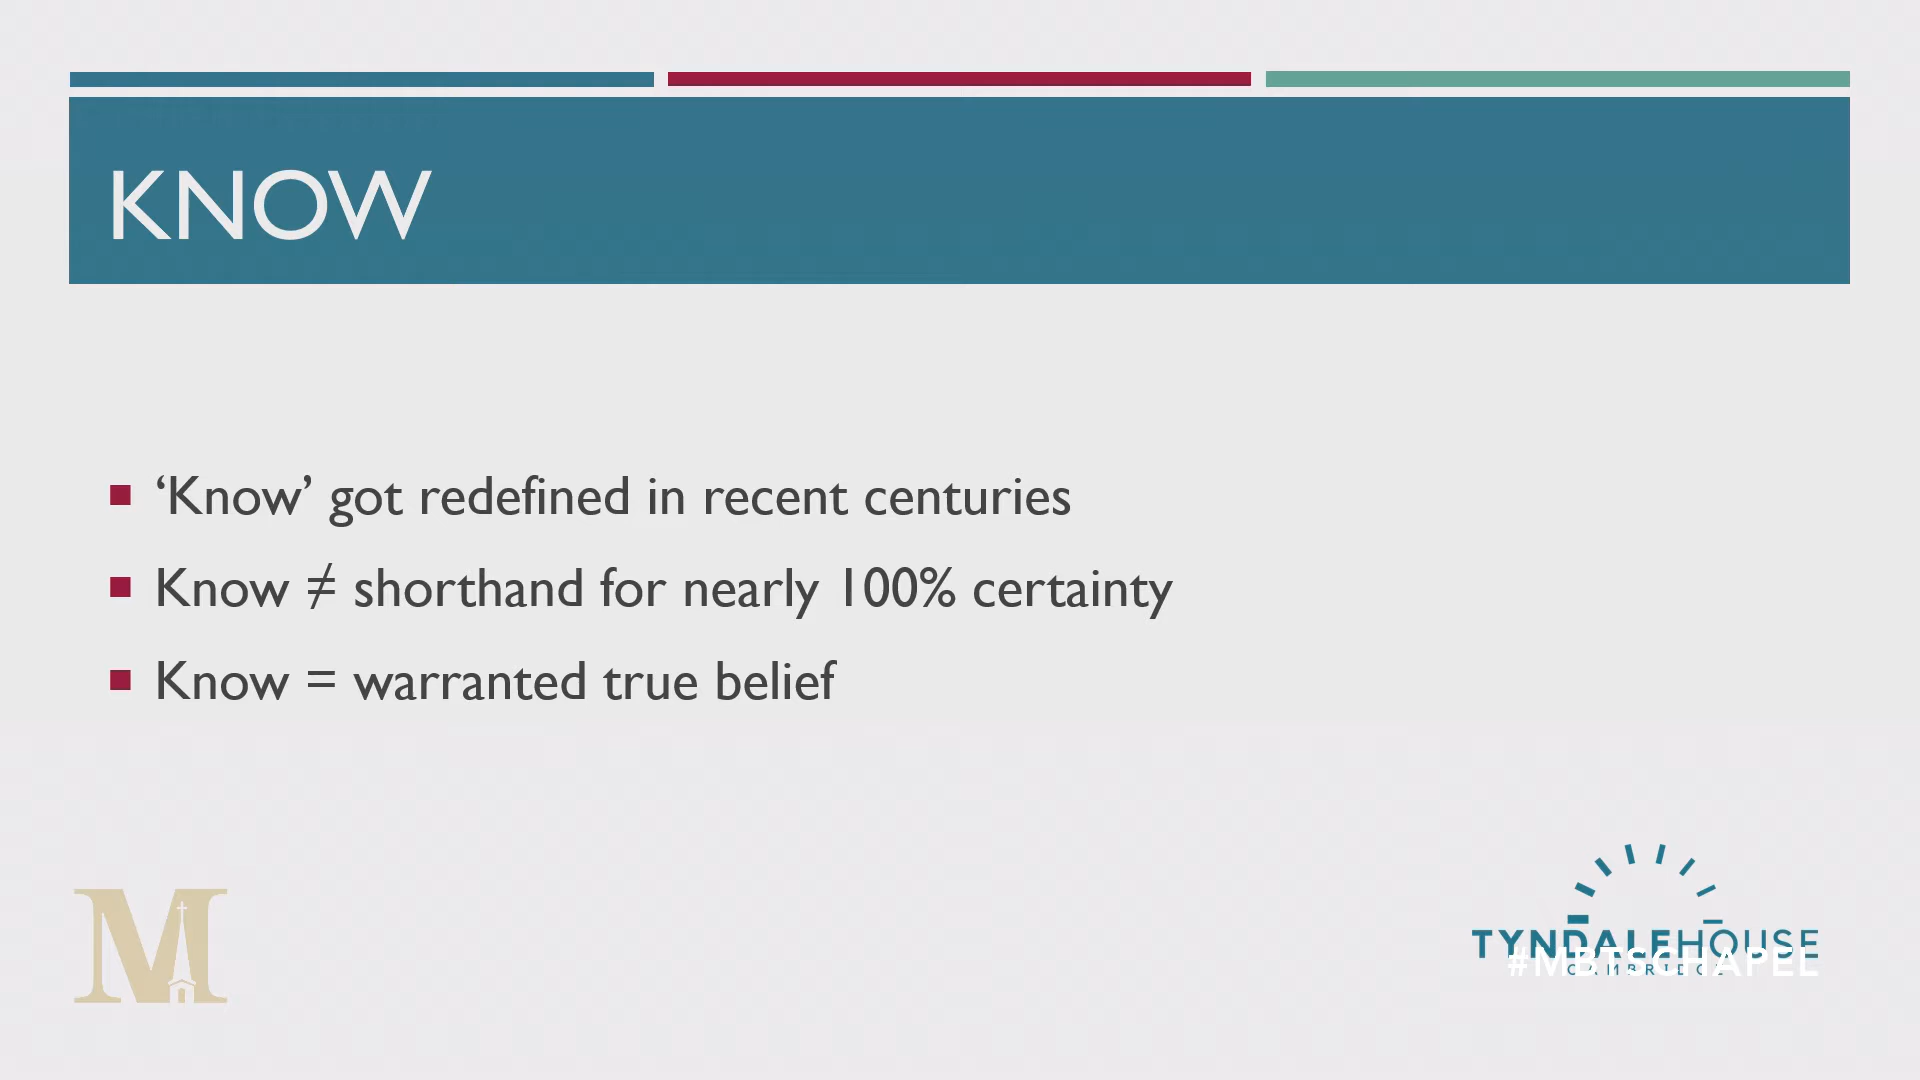 KNOW
‘Know’ got redefined in recent centuries
Know ≠ shorthand for nearly 100% certainty
Know = warranted true belief
M
TYNDALEHOUSE
CAMBRIDGE
#MBTSCHAPEL